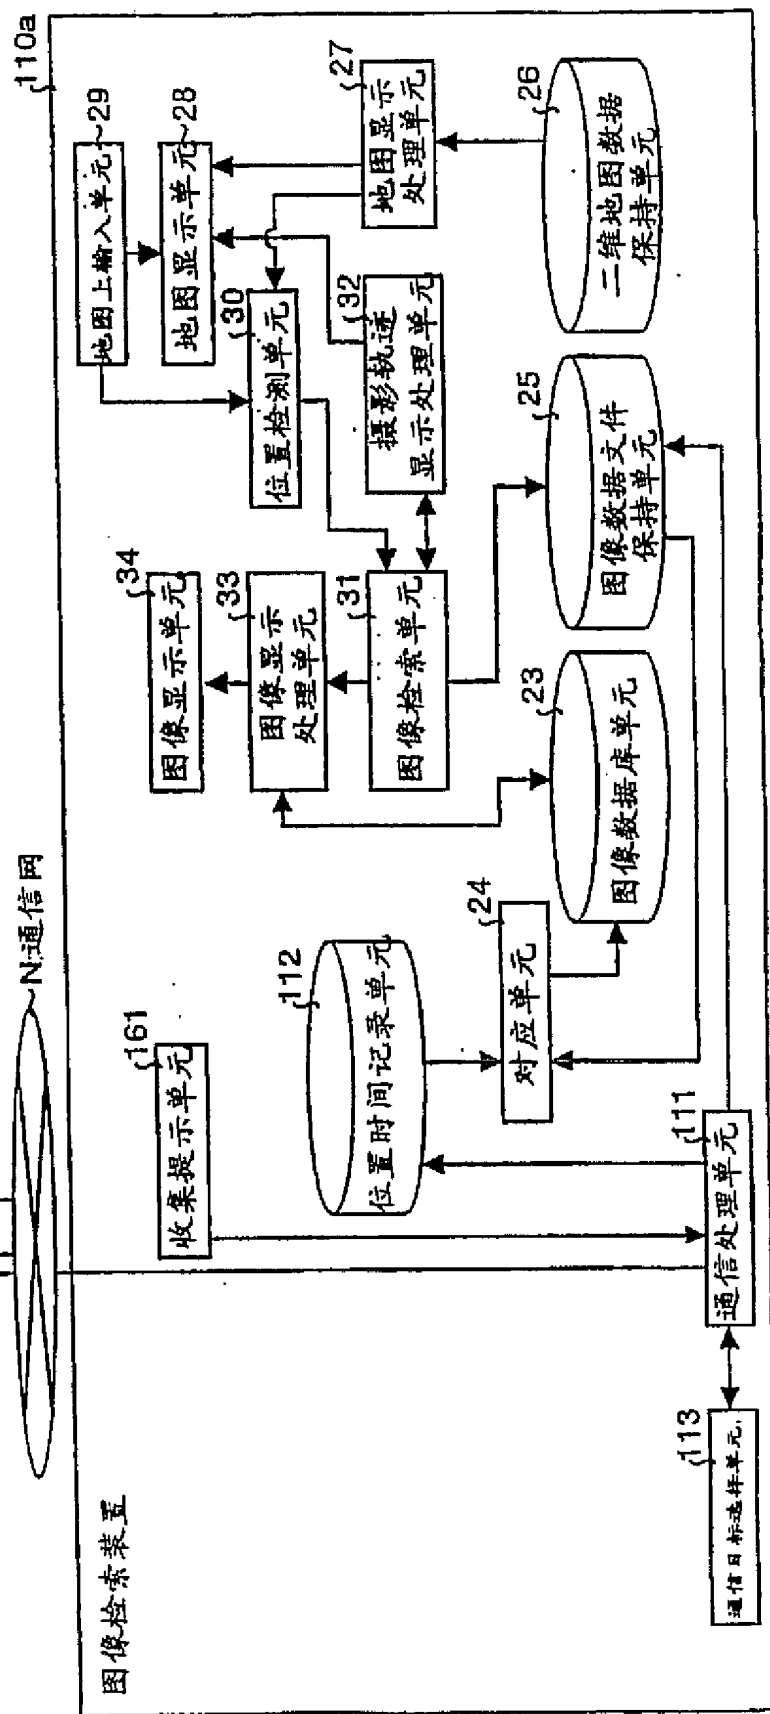 N通信网
图像检索装置
110a
161
收集提示单元
112
位置时间记录单元
113
通信目标选择单元
111
通信处理单元
24
对应单元
34
图像显示单元
33
图像显示
处理单元
31
图像检索单元
23
图像数据库单元
29
地图上输入单元
28
地图显示单元
30
位置检测单元
32
摄影轨迹
显示处理单元
25
图像数据文件
保持单元
27
地图显示
处理单元
26
二维地图数据
保持单元